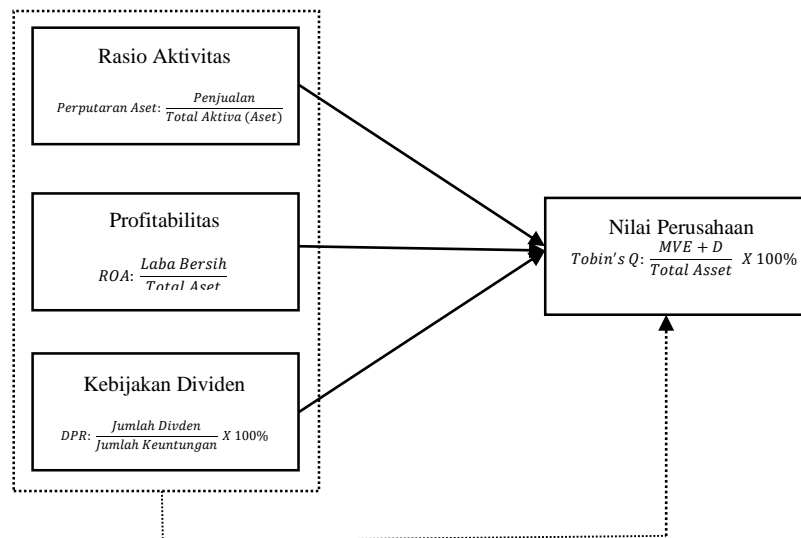 Rasio Aktivitas
Perputaran Aset: Penjualan / Total Aktiva (Aset)
Profitabilitas
ROA: Laba Bersih / Total Aset
Kebijakan Dividen
DPR: Jumlah Divden / Jumlah Keuntungan X 100%
Nilai Perusahaan
Tobin's Q: MVE + D / Total Asset X 100%